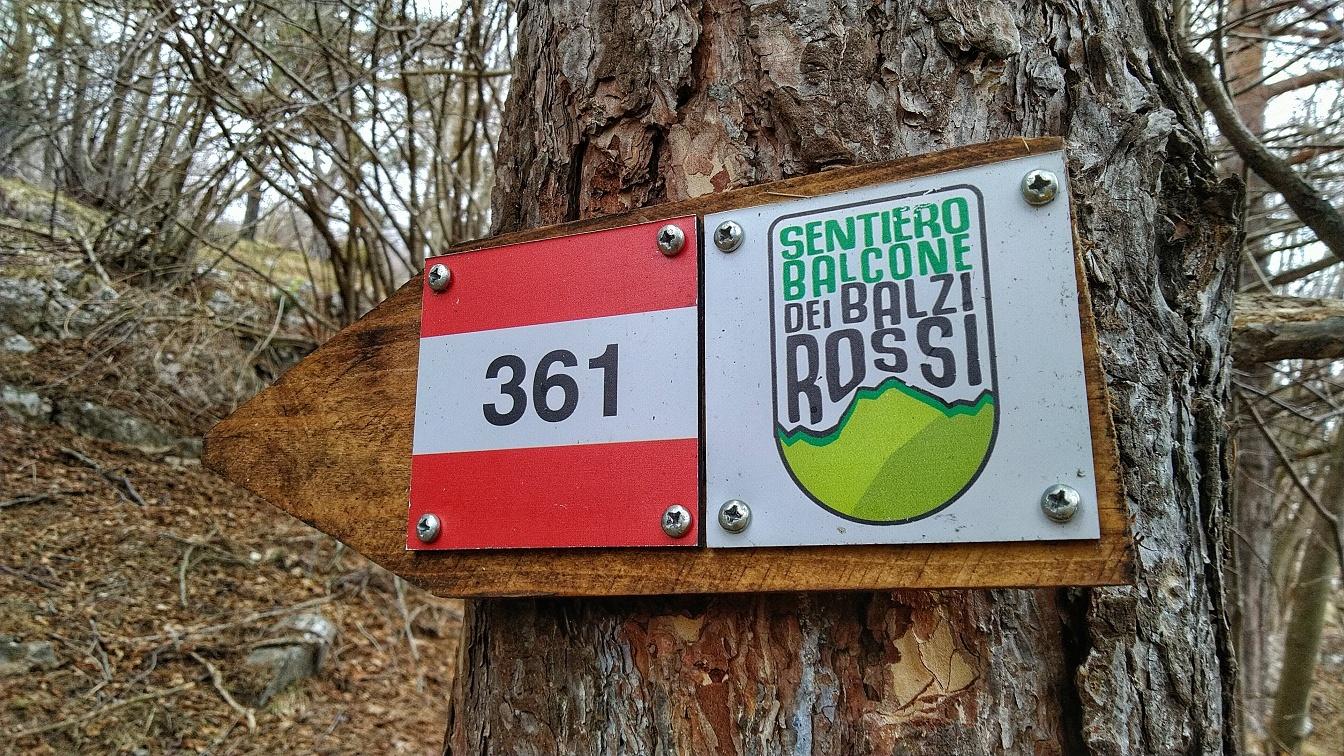 361
SENTIERO
BALCONE
DEI BALZI
ROSSI